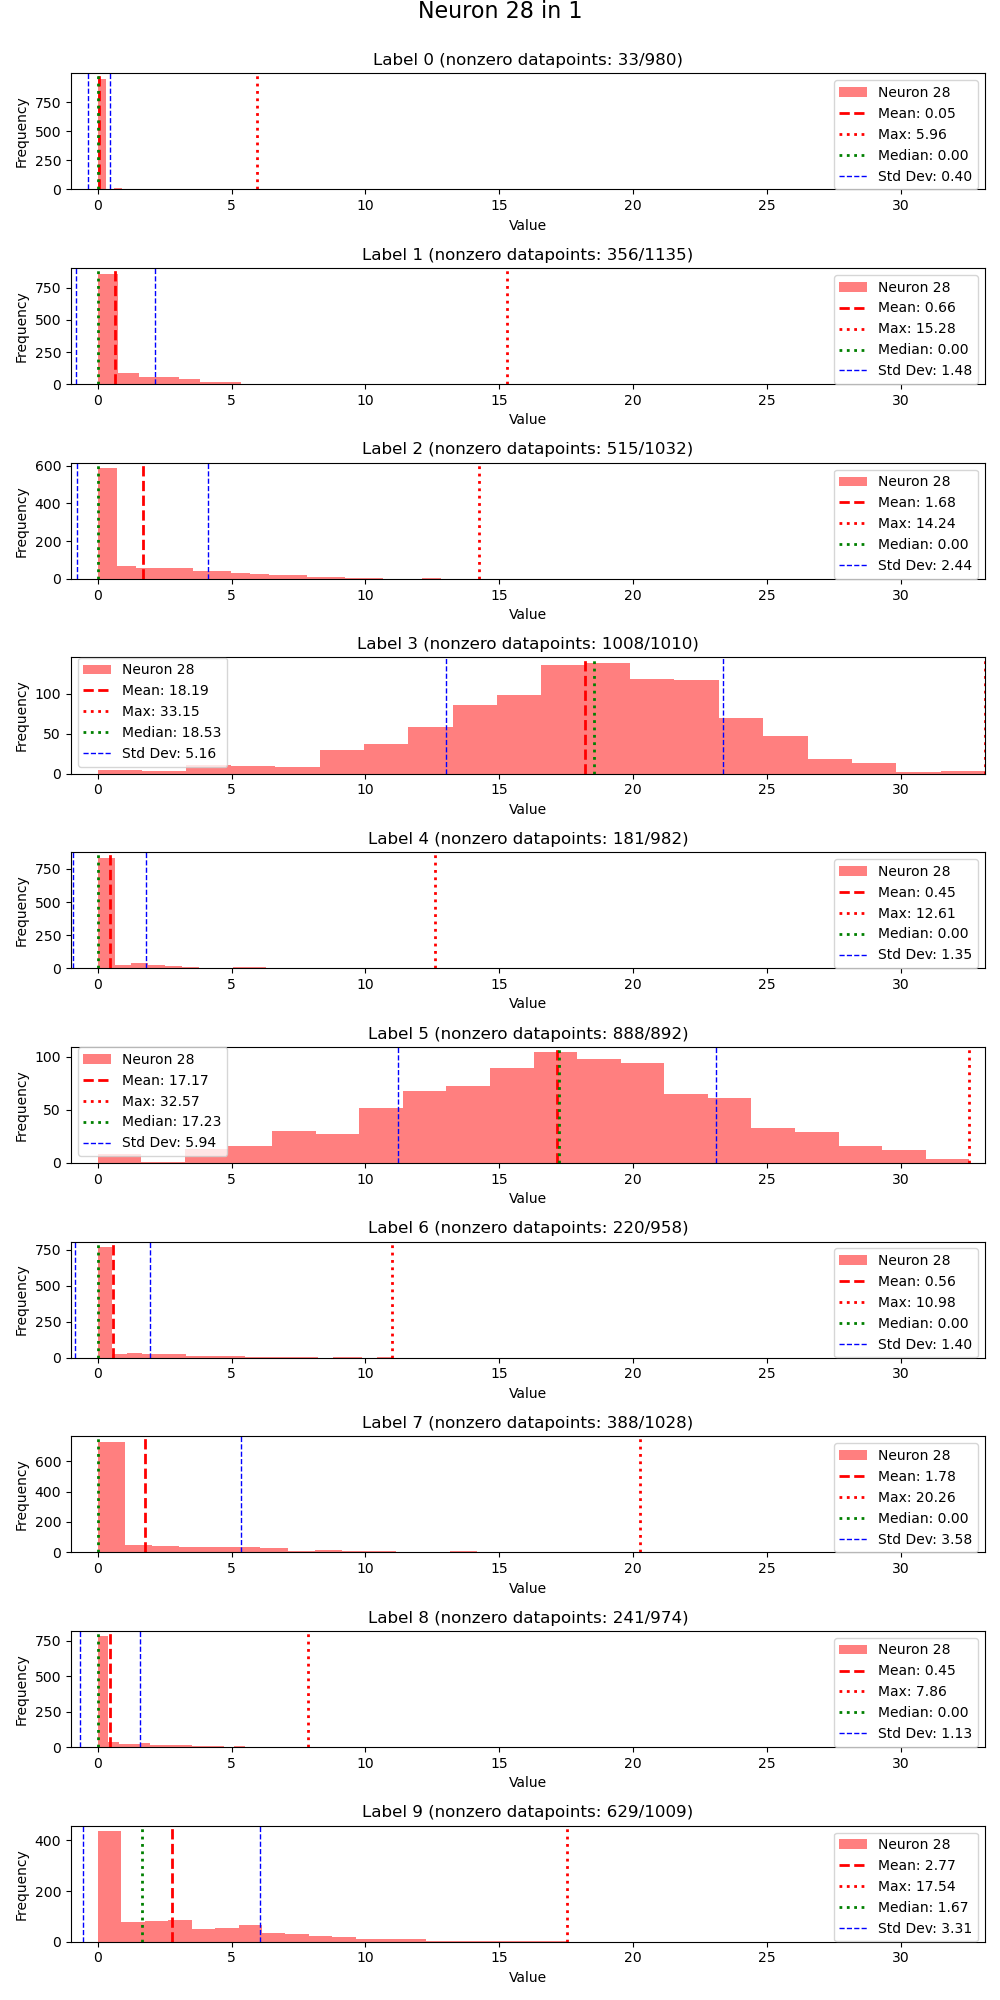 Neuron 28 in 1
Label 0 (nonzero datapoints: 33/980)
Frequency
750
500
250
0
Neuron 28
Mean: 0.05
Max: 5.96
Median: 0.00
Std Dev: 0.40
0 5 10 15 20 25 30
Value
Label 1 (nonzero datapoints: 356/1135)
Frequency
750
500
250
0
Neuron 28
Mean: 0.66
Max: 15.28
Median: 0.00
Std Dev: 1.48
0 5 10 15 20 25 30
Value
Label 2 (nonzero datapoints: 515/1032)
Frequency
600
400
200
0
Neuron 28
Mean: 1.68
Max: 14.24
Median: 0.00
Std Dev: 2.44
0 5 10 15 20 25 30
Value
Label 3 (nonzero datapoints: 1008/1010)
Frequency
100
50
0
Neuron 28
Mean: 18.19
Max: 33.15
Median: 18.53
Std Dev: 5.16
0 5 10 15 20 25 30
Value
Label 4 (nonzero datapoints: 181/982)
Frequency
750
500
250
0
Neuron 28
Mean: 0.45
Max: 12.61
Median: 0.00
Std Dev: 1.35
0 5 10 15 20 25 30
Value
Label 5 (nonzero datapoints: 888/892)
Frequency
100
50
0
Neuron 28
Mean: 17.17
Max: 32.57
Median: 17.23
Std Dev: 5.94
0 5 10 15 20 25 30
Value
Label 6 (nonzero datapoints: 220/958)
Frequency
750
500
250
0
Neuron 28
Mean: 0.56
Max: 10.98
Median: 0.00
Std Dev: 1.40
0 5 10 15 20 25 30
Value
Label 7 (nonzero datapoints: 388/1028)
Frequency
600
400
200
0
Neuron 28
Mean: 1.78
Max: 20.26
Median: 0.00
Std Dev: 3.58
0 5 10 15 20 25 30
Value
Label 8 (nonzero datapoints: 241/974)
Frequency
750
500
250
0
Neuron 28
Mean: 0.45
Max: 7.86
Median: 0.00
Std Dev: 1.13
0 5 10 15 20 25 30
Value
Label 9 (nonzero datapoints: 629/1009)
Frequency
400
200
0
Neuron 28
Mean: 2.77
Max: 17.54
Median: 1.67
Std Dev: 3.31
0 5 10 15 20 25 30
Value